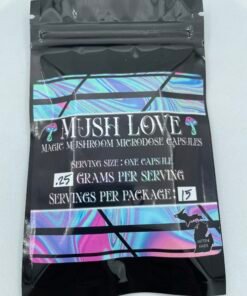 MUSH LOVE
MAGIC MUSHROOM MICRODOSE CAPSULES
SERVING SIZE : ONE CAPSULE
.25 GRAMS PER SERVING
SERVINGS PER PACKAGE : 15